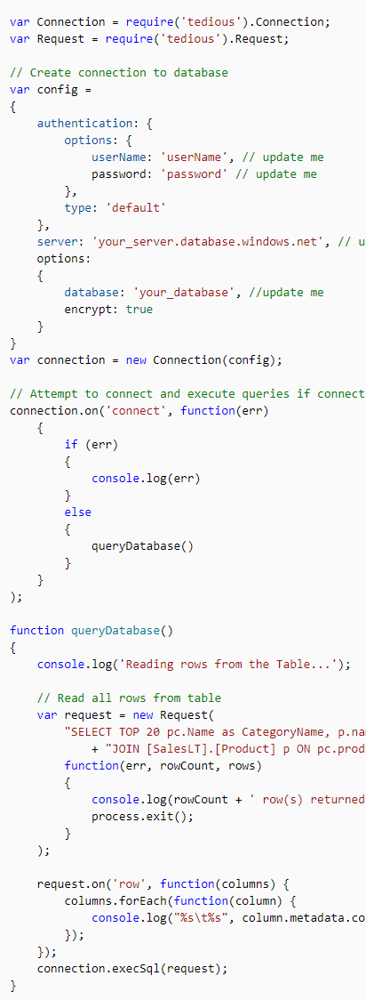 var Connection = require('tedious').Connection;
var Request = require('tedious').Request;
// Create connection to database
var config =
{
authentication: {
options: {
userName: 'userName', // update me
password: 'password' // update me
},
type: 'default'
},
server: 'your_server.database.windows.net', // u
options:
{
database: 'your_database', //update me
encrypt: true
}
}
var connection = new Connection(config);
// Attempt to connect and execute queries if connect
connection.on('connect', function(err)
{
if (err)
{
console.log(err)
}
else
{
queryDatabase()
}
}
);
function queryDatabase()
{
console.log('Reading rows from the Table...');
// Read all rows from table
var request = new Request(
"SELECT TOP 20 pc.Name as CategoryName, p.na
+ "JOIN [SalesLT].[Product] p ON pc.prod
function(err, rowCount, rows)
{
console.log(rowCount + ' row(s) returned
process.exit();
}
);
request.on('row', function(columns) {
columns.forEach(function(column) {
console.log("%s\t%s", column.metadata.co
});
});
connection.execSql(request);
}